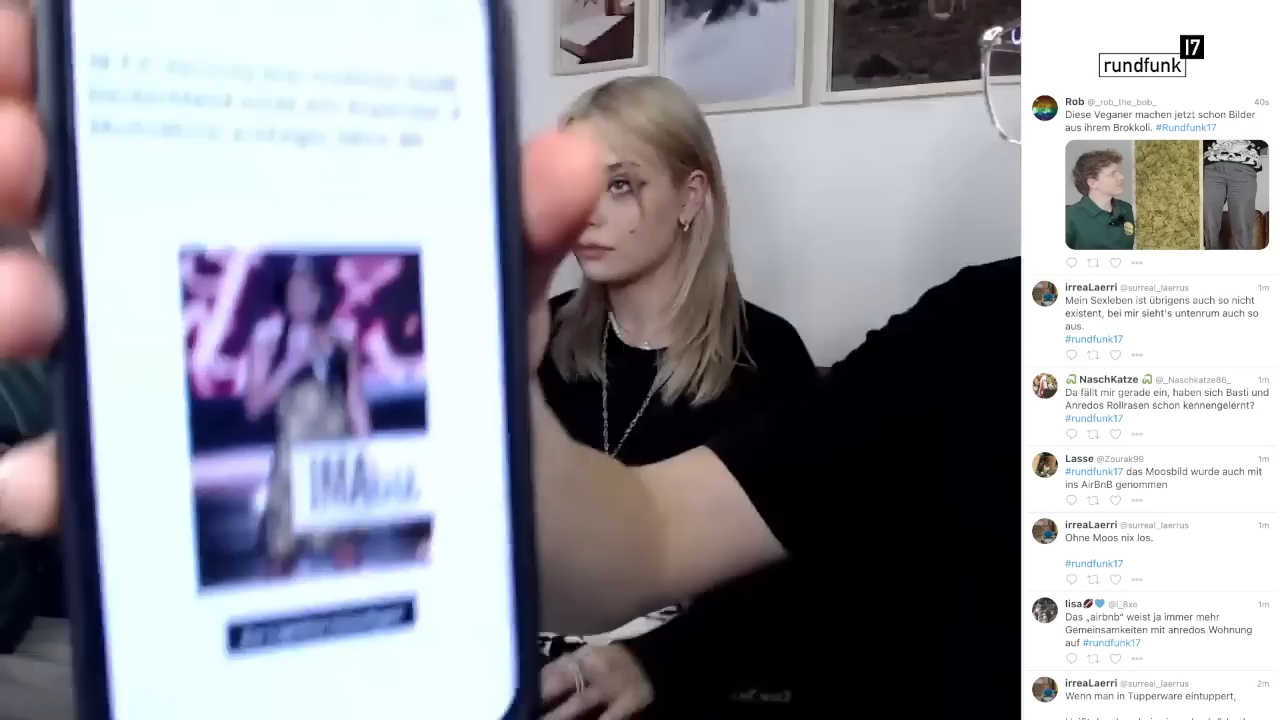 IMA
rundfunk 17
Rob @_rob_the_bob_ 40s
Diese Veganer machen jetzt schon Bilder
aus ihrem Brokkoli. #Rundfunk17
irreaLaerri @surreal_laerrus 1m
Mein Sexleben ist übrigens auch so nicht
existent, bei mir sieht's untenrum auch so
aus.
#rundfunk17
NaschKatze @_Naschkatze86_ 1m
Da fällt mir gerade ein, haben sich Basti und
Anredos Rollrasen schon kennengelernt?
#rundfunk17
Lasse @Zourak99 1m
#rundfunk17 das Moosbild wurde auch mit
ins AirBnB genommen
irreaLaerri @surreal_laerrus 1m
Ohne Moos nix los.
#rundfunk17
lisa @i_8xe 1m
Das „airbnb“ weist ja immer mehr
Gemeinsamkeiten mit anredos Wohnung
auf #rundfunk17
irreaLaerri @surreal_laerrus 2m
Wenn man in Tupperware eintuppert,